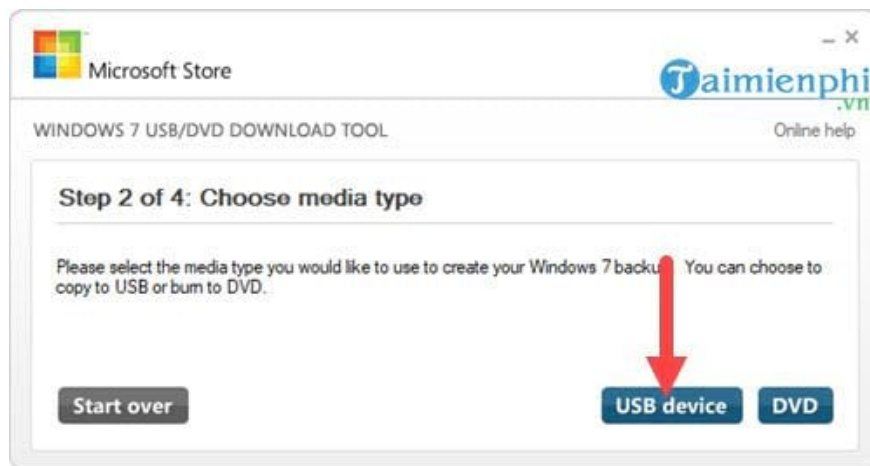 Microsoft Store
Taimienphi
.vn
WINDOWS 7 USB/DVD DOWNLOAD TOOL
Online help
Step 2 of 4: Choose media type
Please select the media type you would like to use to create your Windows 7 You can choose to
copy to USB or burn to DVD.
Start over
USB device
DVD